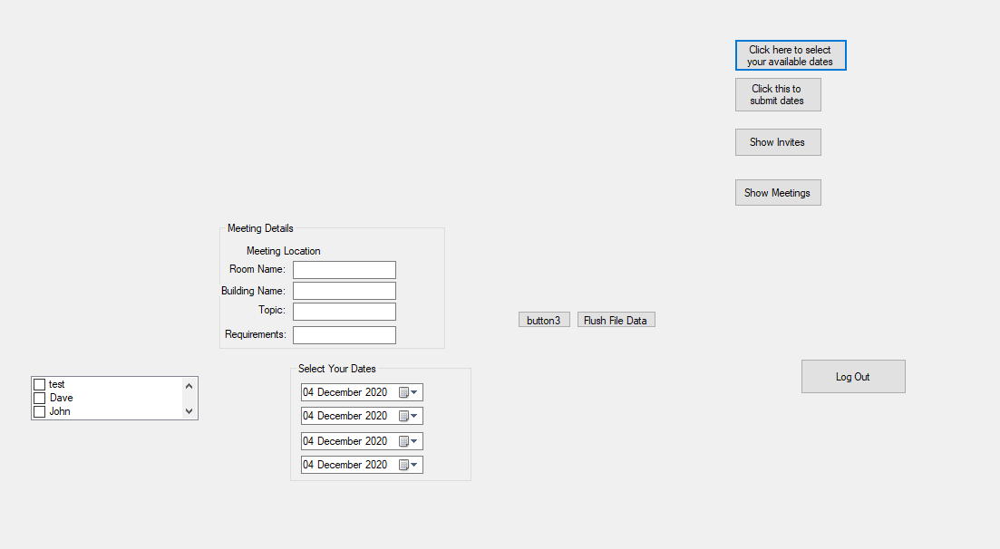 Click here to select
your available dates
Click this to
submit dates
Show Invites
Show Meetings
Meeting Details
Meeting Location
Room Name:
Building Name:
Topic:
Requirements:
button3
Flush File Data
Log Out
test
Dave
John
Select Your Dates
04 December 2020
04 December 2020
04 December 2020
04 December 2020